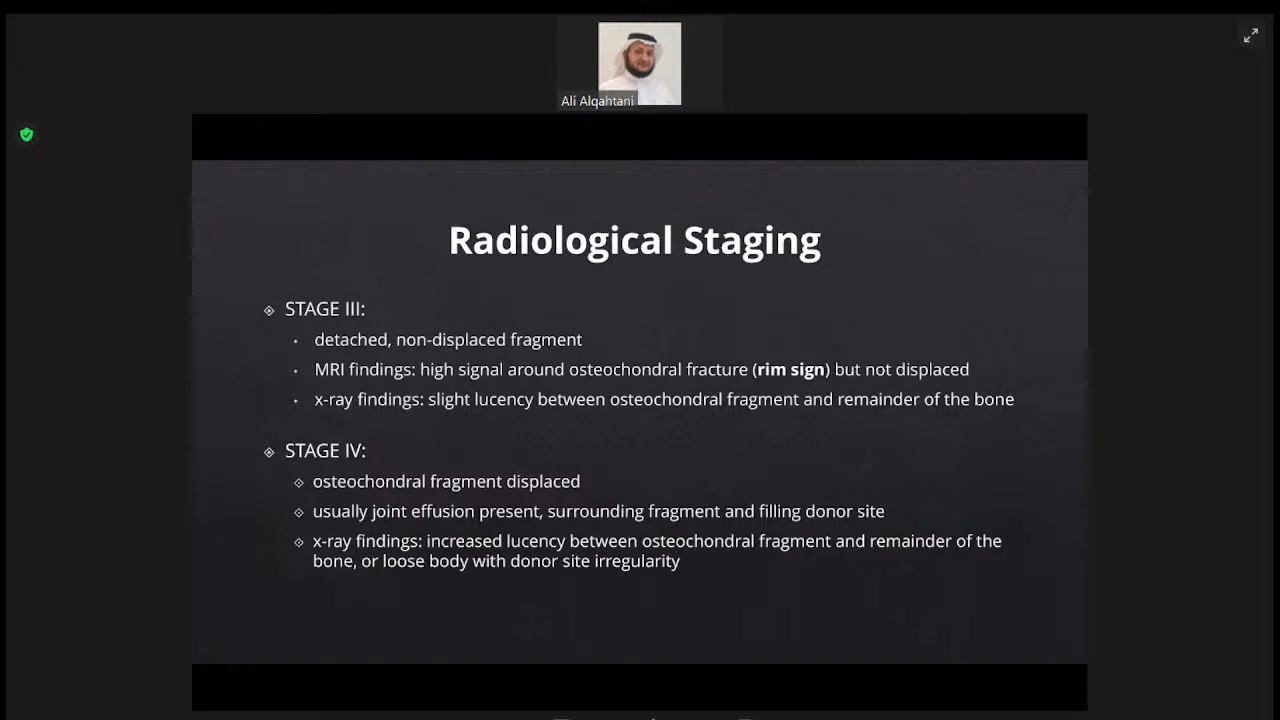 Ali Alqahtani
Radiological Staging
STAGE III:
detached, non-displaced fragment
MRI findings: high signal around osteochondral fracture (rim sign) but not displaced
x-ray findings: slight lucency between osteochondral fragment and remainder of the bone
STAGE IV:
osteochondral fragment displaced
usually joint effusion present, surrounding fragment and filling donor site
x-ray findings: increased lucency between osteochondral fragment and remainder of the
bone, or loose body with donor site irregularity